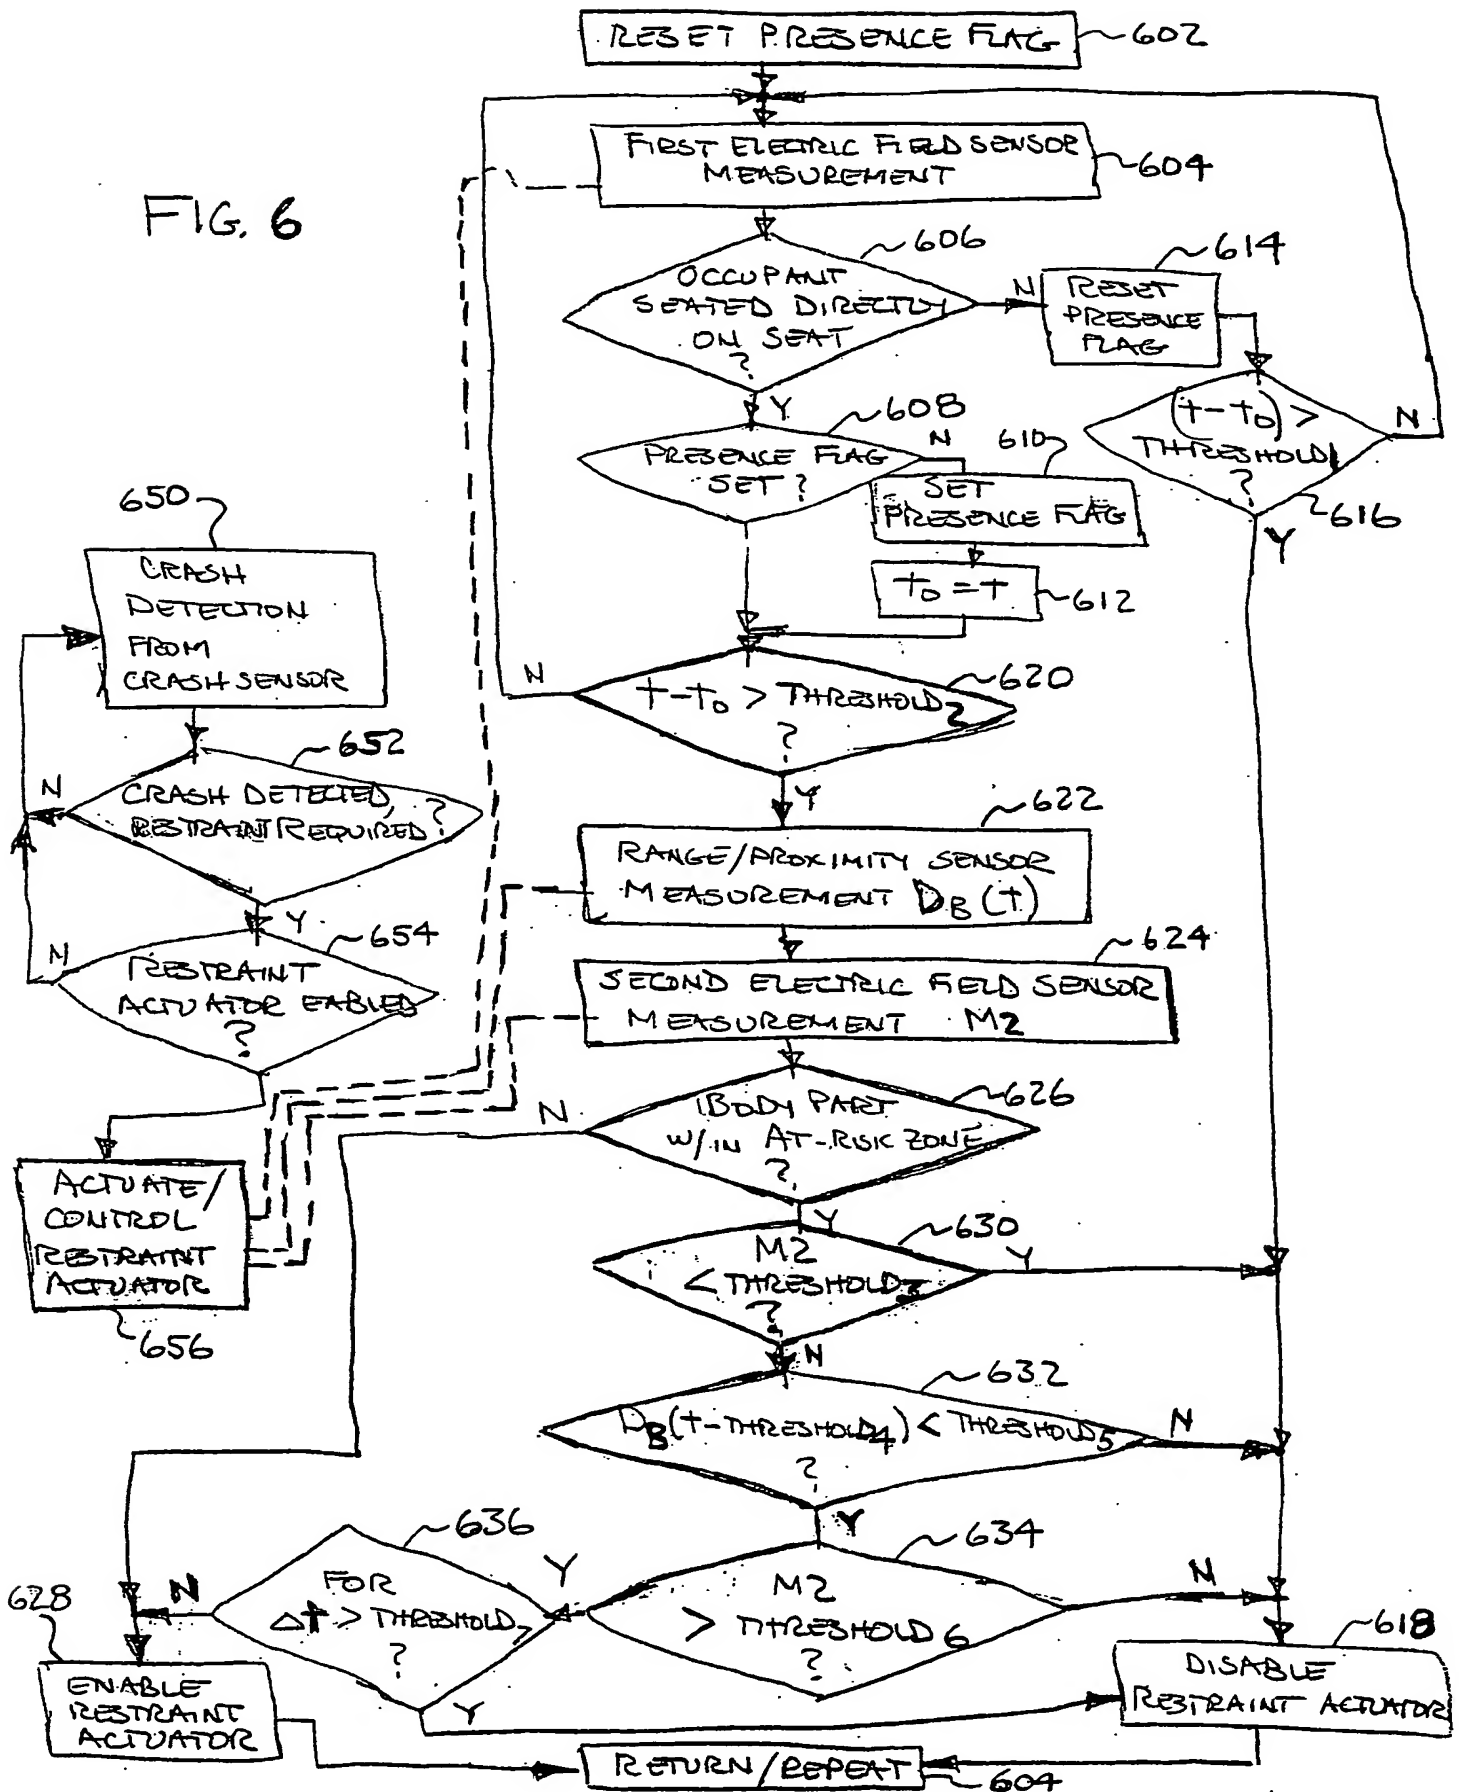 RESET PRESENCE FLAG
602
FIRST ELECTRIC FIELD SENSOR
MEASUREMENT
604
FIG. 6
606
OCCUPANT
SEATED DIRECTLY
ON SEAT
?
N
614
RESET
PRESENCE
FLAG
Y
(t-t0) >
THRESHOLD1
?
N
616
Y
608
PRESENCE FLAG
SET ?
N
610
SET
PRESENCE FLAG
t0 = t
612
650
CRASH
DETECTION
FROM
CRASH SENSOR
N
t-t0 > THRESHOLD2
?
620
Y
652
CRASH DETECTED,
RESTRAINT REQUIRED ?
N
Y
622
RANGE/PROXIMITY SENSOR
MEASUREMENT DB(t)
654
RESTRAINT
ACTUATOR ENABLED
?
N
624
SECOND ELECTRIC FIELD SENSOR
MEASUREMENT M2
626
BODY PART
W/IN AT-RISK ZONE
?
N
Y
ACTUATE/
CONTROL
RESTRAINT
ACTUATOR
656
630
M2
< THRESHOLD3
?
Y
N
632
DB(t-THRESHOLD4) < THRESHOLD5
?
N
Y
636
FOR
Δt > THRESHOLD7
?
N
Y
634
M2
> THRESHOLD6
?
Y
N
628
ENABLE
RESTRAINT
ACTUATOR
618
DISABLE
RESTRAINT ACTUATOR
RETURN/REPEAT
604